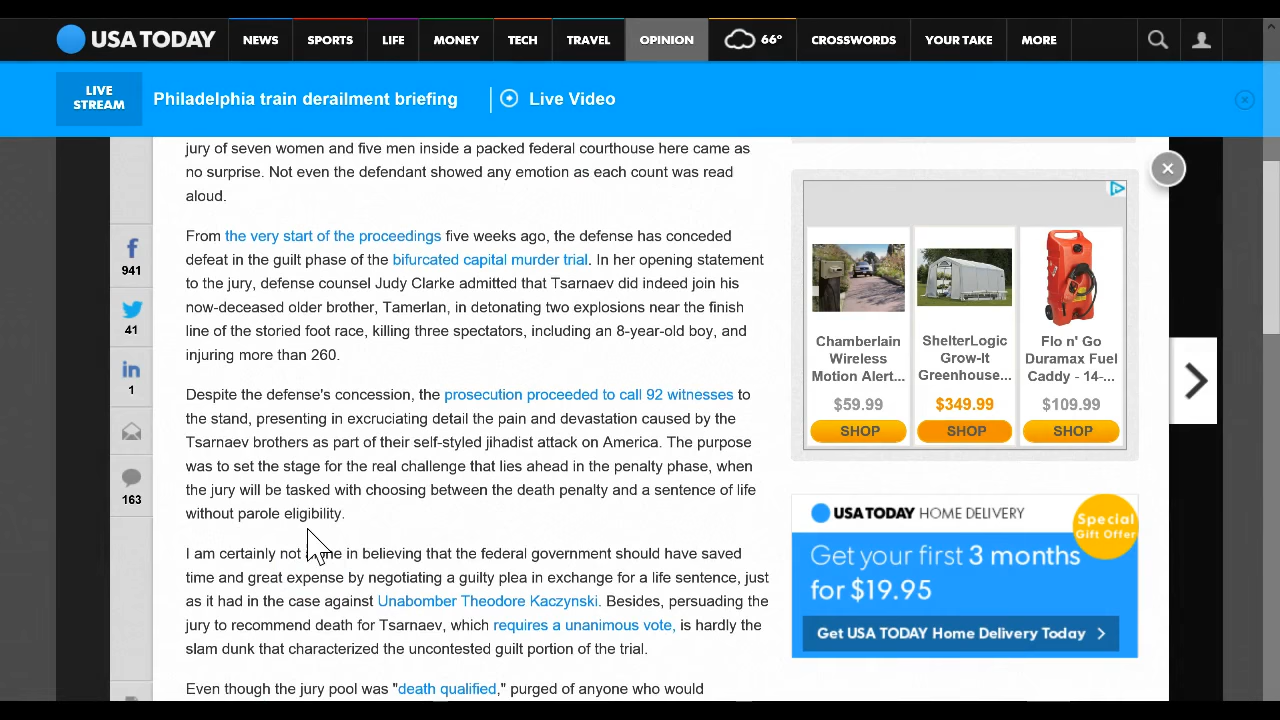 USA TODAY
NEWS
SPORTS
LIFE
MONEY
TECH
TRAVEL
OPINION
66°
CROSSWORDS
YOUR TAKE
MORE
LIVE
STREAM
Philadelphia train derailment briefing
Live Video
jury of seven women and five men inside a packed federal courthouse here came as
no surprise. Not even the defendant showed any emotion as each count was read
aloud.
From the very start of the proceedings five weeks ago, the defense has conceded
defeat in the guilt phase of the bifurcated capital murder trial. In her opening statement
to the jury, defense counsel Judy Clarke admitted that Tsarnaev did indeed join his
now-deceased older brother, Tamerlan, in detonating two explosions near the finish
line of the storied foot race, killing three spectators, including an 8-year-old boy, and
injuring more than 260.
Despite the defense's concession, the prosecution proceeded to call 92 witnesses to
the stand, presenting in excruciating detail the pain and devastation caused by the
Tsarnaev brothers as part of their self-styled jihadist attack on America. The purpose
was to set the stage for the real challenge that lies ahead in the penalty phase, when
the jury will be tasked with choosing between the death penalty and a sentence of life
without parole eligibility.
I am certainly not in believing that the federal government should have saved
time and great expense by negotiating a guilty plea in exchange for a life sentence, just
as it had in the case against Unabomber Theodore Kaczynski. Besides, persuading the
jury to recommend death for Tsarnaev, which requires a unanimous vote, is hardly the
slam dunk that characterized the uncontested guilt portion of the trial.
Even though the jury pool was "death qualified," purged of anyone who would
941
41
in
1
163
Chamberlain
Wireless
Motion Alert...
$59.99
SHOP
ShelterLogic
Grow-It
Greenhouse...
$349.99
SHOP
Flo n' Go
Duramax Fuel
Caddy - 14-...
$109.99
SHOP
USA TODAY HOME DELIVERY
Special
Gift Offer
Get your first 3 months
for $19.95
Get USA TODAY Home Delivery Today